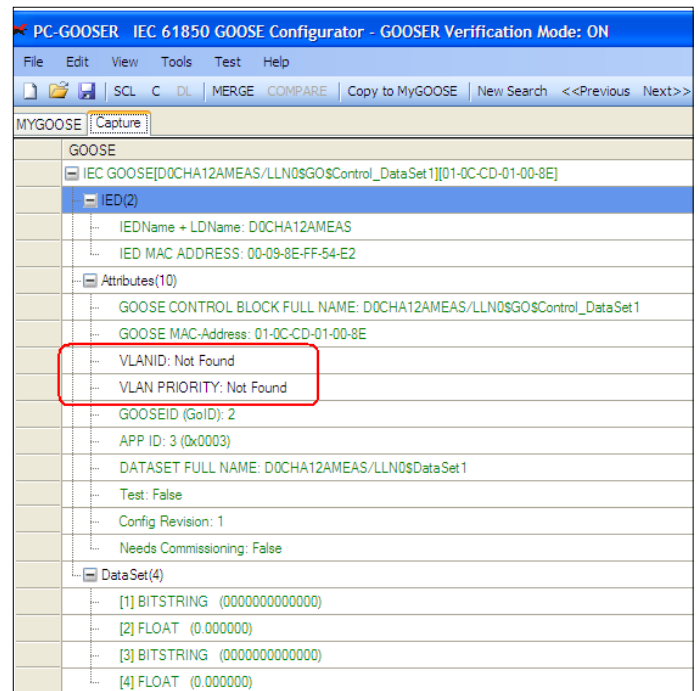 PC-GOOSER IEC 61850 GOOSE Configurator - GOOSER Verification Mode: ON
File Edit View Tools Test Help
SCL C DL MERGE COMPARE Copy to MyGOOSE New Search <<Previous Next>>
MYGOOSE Capture
GOOSE
IEC GOOSE[D0CHA12AMEAS/LLN0$GO$Control_DataSet1][01-0C-CD-01-00-8E]
IED(2)
IEDName + LDName: D0CHA12AMEAS
IED MAC ADDRESS: 00-09-8E-FF-54-E2
Attributes(10)
GOOSE CONTROL BLOCK FULL NAME: D0CHA12AMEAS/LLN0$GO$Control_DataSet1
GOOSE MAC-Address: 01-0C-CD-01-00-8E
VLANID: Not Found
VLAN PRIORITY: Not Found
GOOSEID (GoID): 2
APP ID: 3 (0x0003)
DATASET FULL NAME: D0CHA12AMEAS/LLN0$DataSet1
Test: False
Config Revision: 1
Needs Commissioning: False
DataSet(4)
[1] BITSTRING (0000000000000)
[2] FLOAT (0.000000)
[3] BITSTRING (0000000000000)
[4] FLOAT (0.000000)